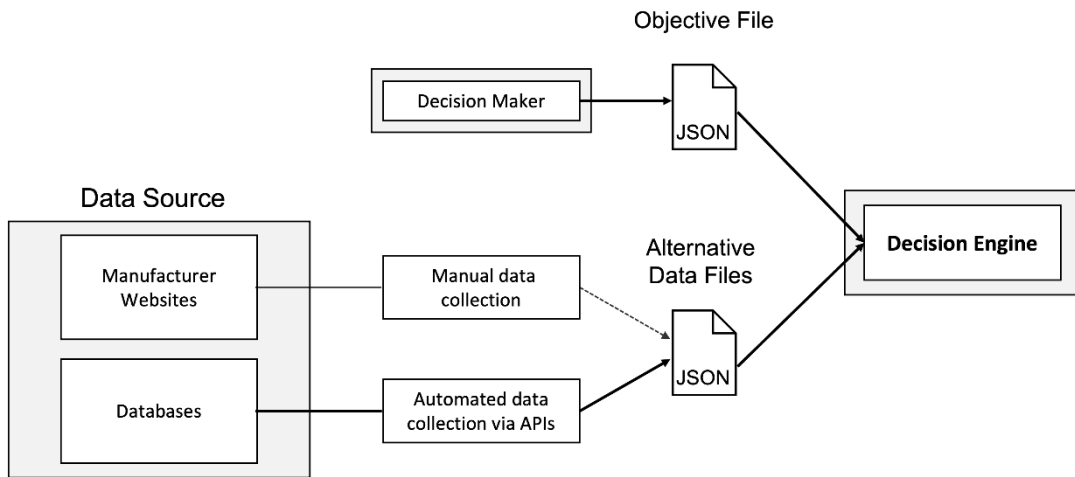 Objective File
Decision Maker
JSON
Data Source
Manufacturer
Websites
Manual data
collection
Alternative
Data Files
Decision Engine
JSON
Databases
Automated data
collection via APIs